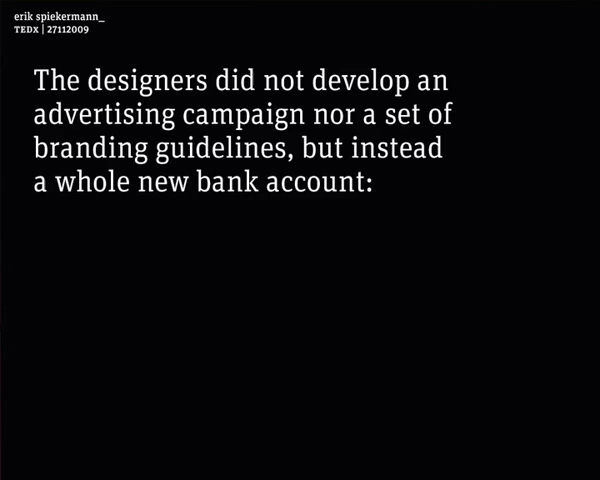 erik spiekermann_
TEDX | 27112009
The designers did not develop an
advertising campaign nor a set of
branding guidelines, but instead
a whole new bank account: